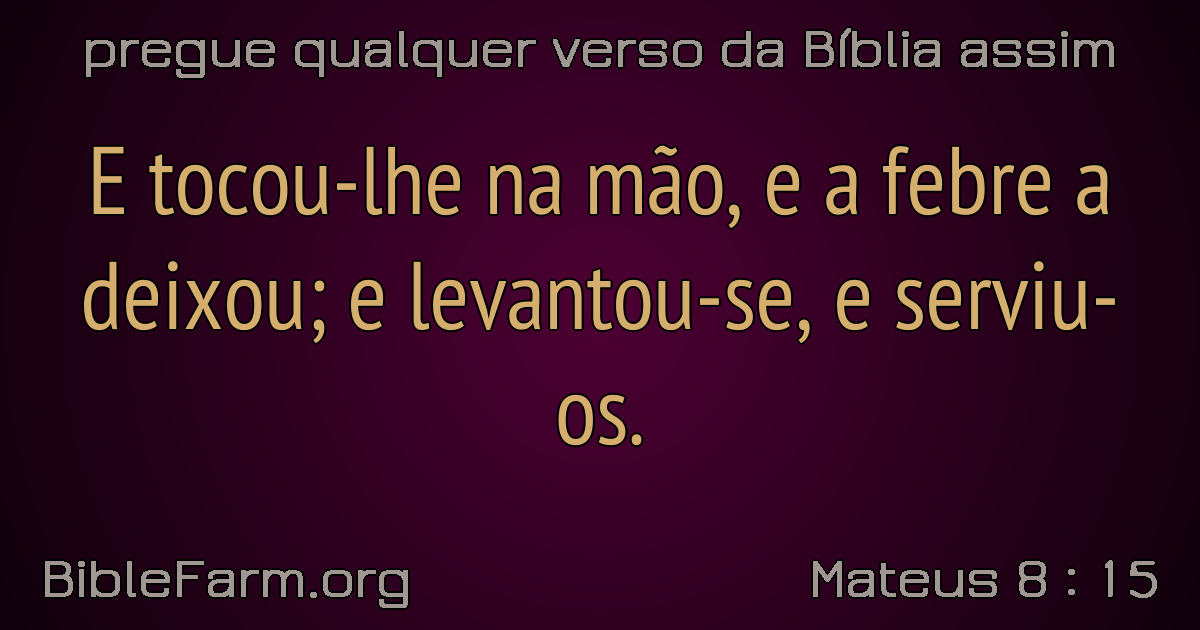 pregue qualquer verso da Bíblia assim
E tocou-lhe na mão, e a febre a
deixou; e levantou-se, e serviu-
os.
BibleFarm.org
Mateus 8 : 15